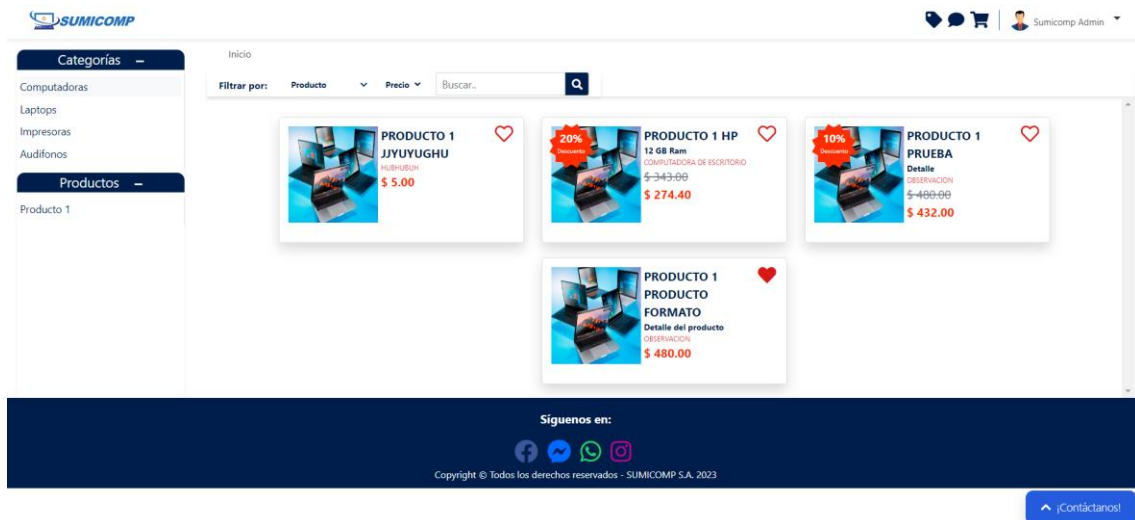 SUMICOMP
Sumicomp Admin
Categorías –
Computadoras
Laptops
Impresoras
Audifonos
Productos –
Producto 1
Inicio
Filtrar por:
Producto
Precio
Buscar..
PRODUCTO 1
JJYUYUGHU
HUBHUBUH
$ 5.00
20%
Descuento
PRODUCTO 1 HP
12 GB Ram
COMPUTADORA DE ESCRITORIO
$ 343.00
$ 274.40
10%
Descuento
PRODUCTO 1
PRUEBA
Detalle
OBSERVACION
$ 480.00
$ 432.00
PRODUCTO 1
PRODUCTO
FORMATO
Detalle del producto
OBSERVACION
$ 480.00
Síguenos en:
Copyright © Todos los derechos reservados - SUMICOMP S.A. 2023
¡Contáctanos!